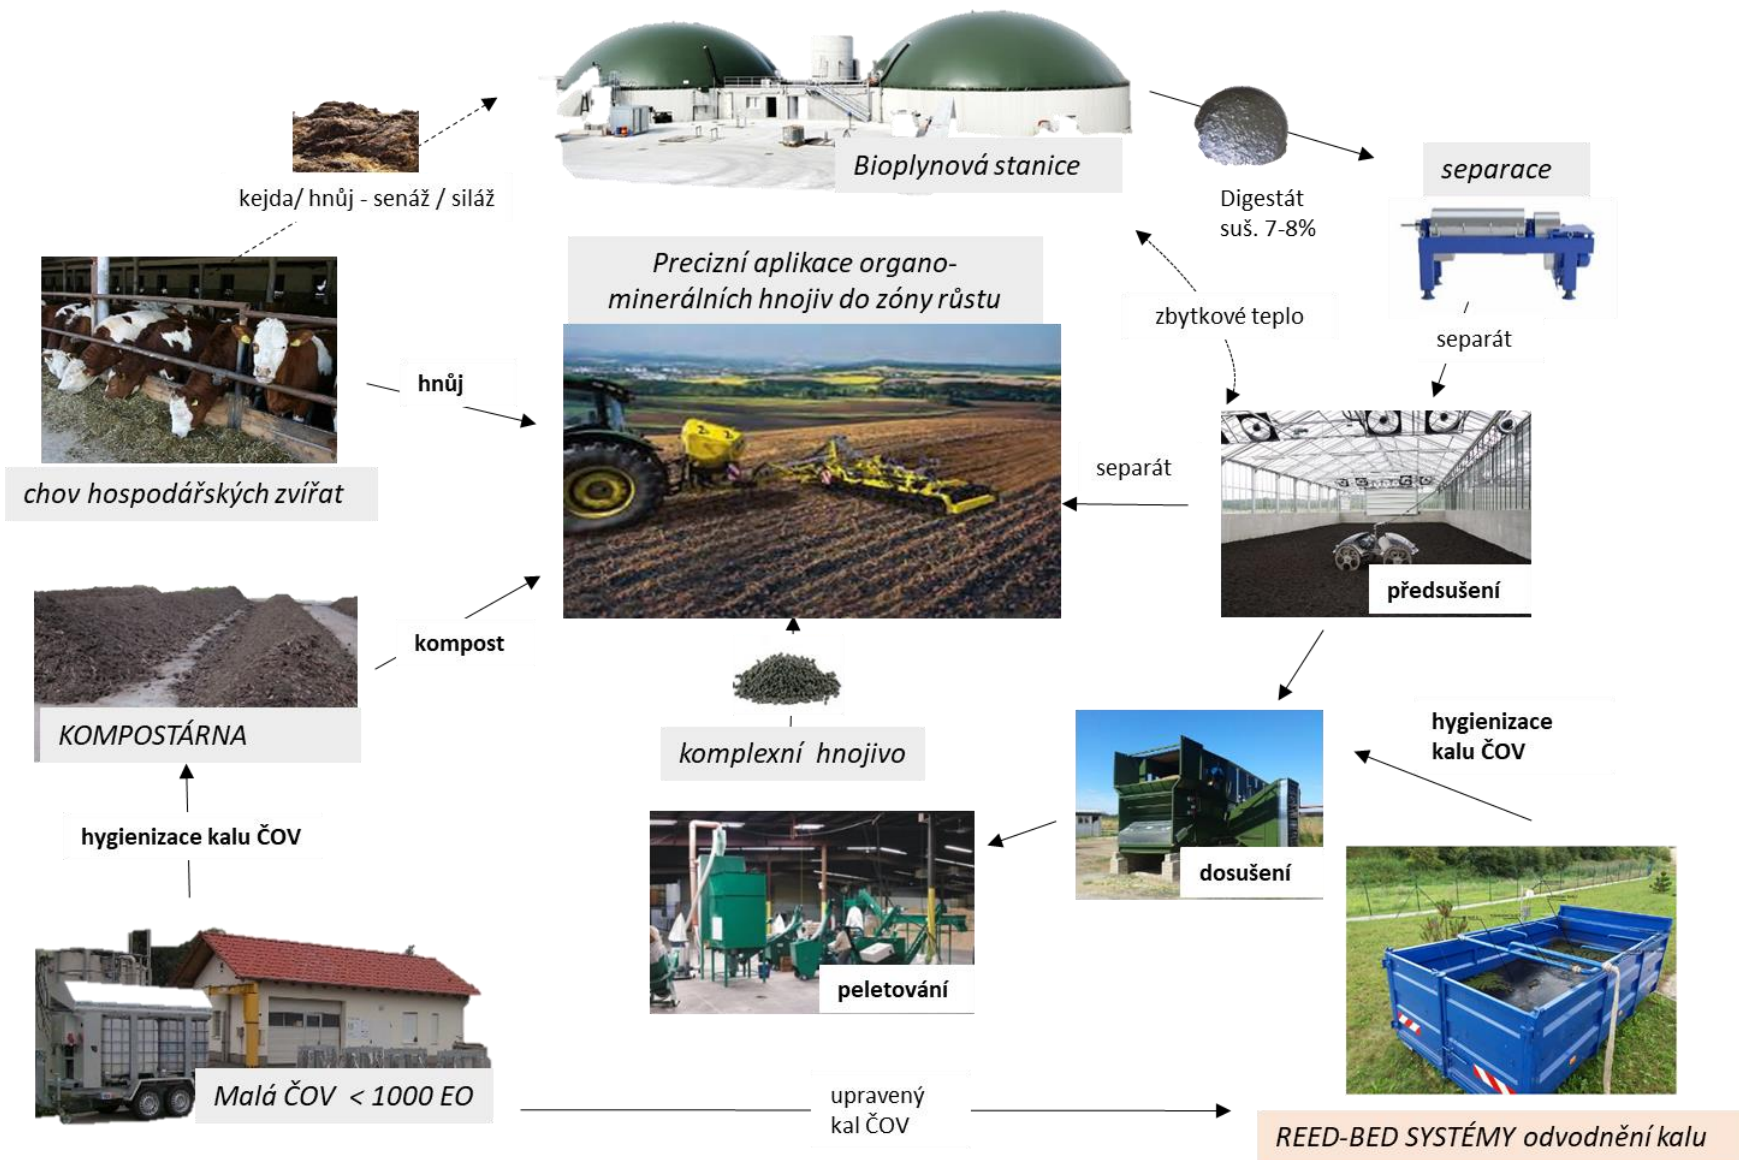 Bioplynová stanice
separace
kejda/ hnůj - senáž / siláž
Digestát
suš. 7-8%
Precizní aplikace organo-
minerálních hnojiv do zóny růstu
zbytkové teplo
separát
hnůj
separát
chov hospodářských zvířat
předsušení
kompost
KOMPOSTÁRNA
komplexní  hnojivo
hygienizace
kalu ČOV
hygienizace kalu ČOV
dosušení
peletování
Malá ČOV  < 1000 EO
upravený
kal ČOV
REED-BED SYSTÉMY odvodnění kalu